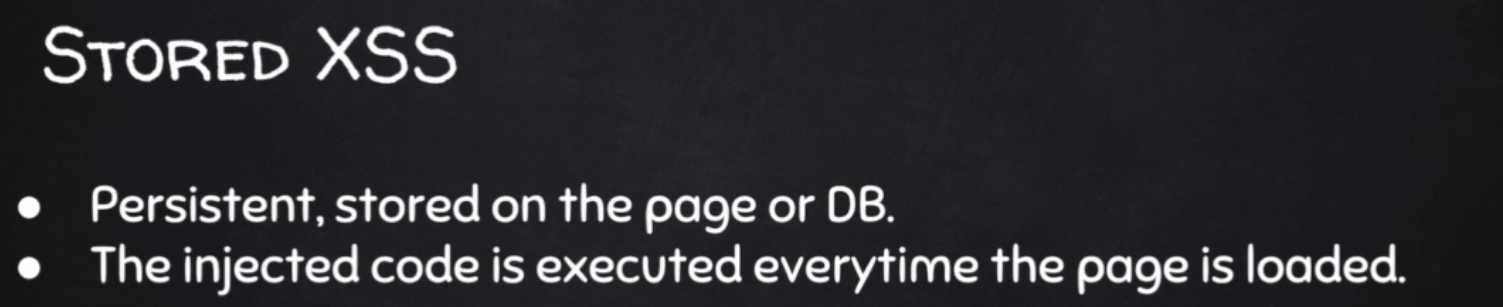 Stored XSS
● Persistent, stored on the page or DB.
● The injected code is executed everytime the page is loaded.